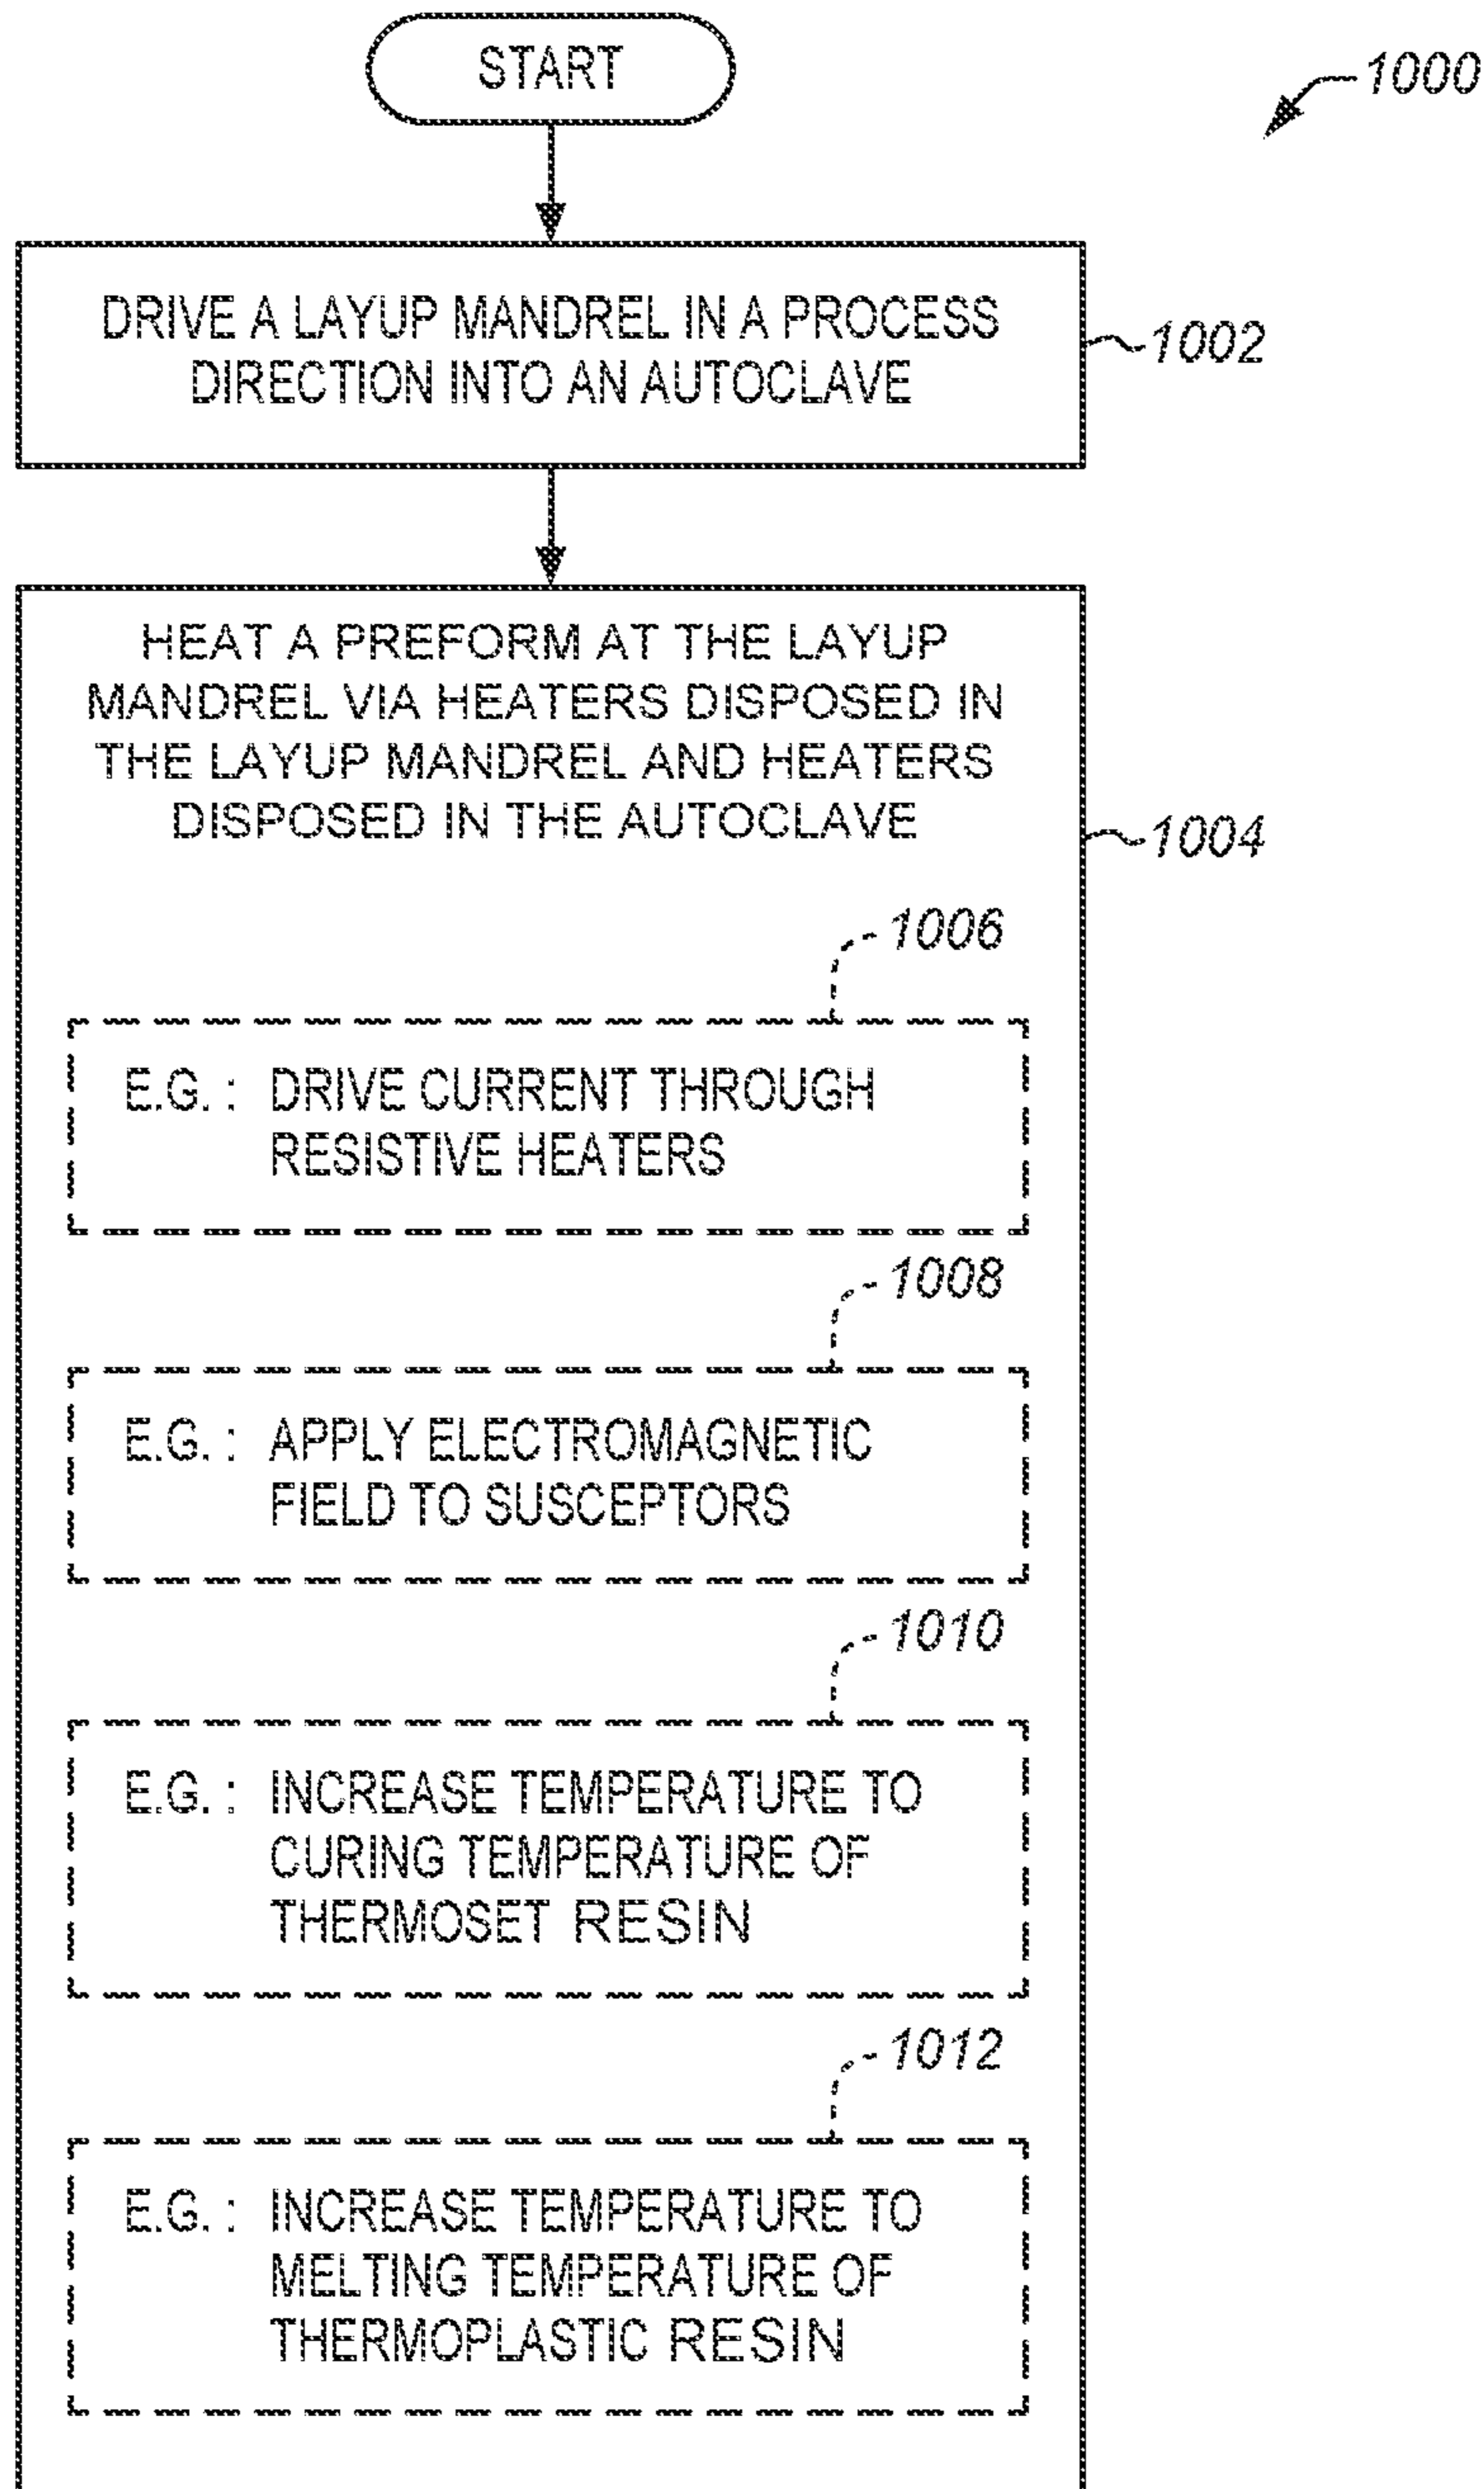 START
1000
DRIVE A LAYUP MANDREL IN A PROCESS
DIRECTION INTO AN AUTOCLAVE
1002
HEAT A PREFORM AT THE LAYUP
MANDREL VIA HEATERS DISPOSED IN
THE LAYUP MANDREL AND HEATERS
DISPOSED IN THE AUTOCLAVE
1004
1006
E.G. : DRIVE CURRENT THROUGH
RESISTIVE HEATERS
1008
E.G. : APPLY ELECTROMAGNETIC
FIELD TO SUSCEPTORS
1010
E.G. : INCREASE TEMPERATURE TO
CURING TEMPERATURE OF
THERMOSET RESIN
1012
E.G. : INCREASE TEMPERATURE TO
MELTING TEMPERATURE OF
THERMOPLASTIC RESIN